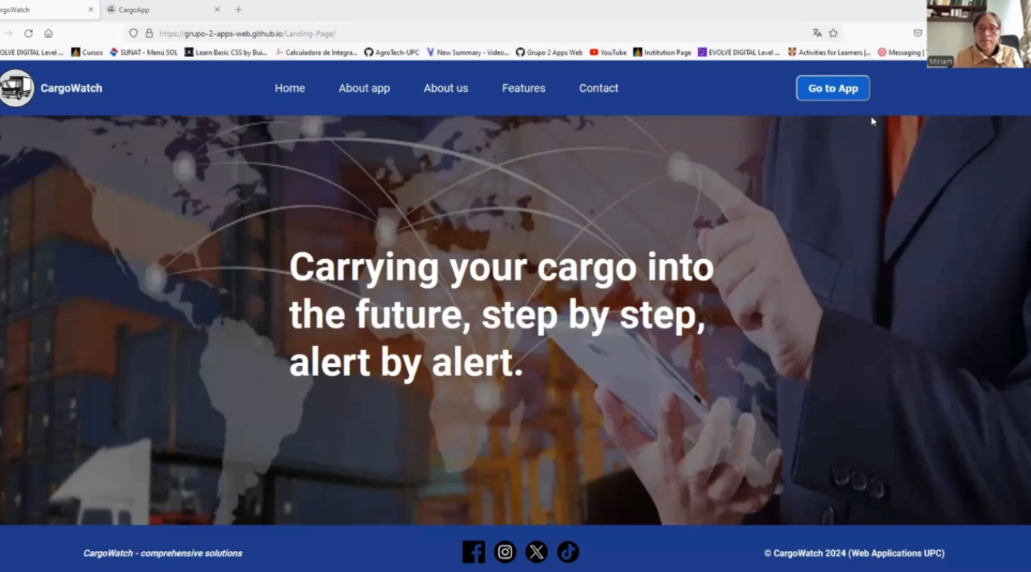 rgoWatch
CargoApp
https://grupo-2-apps-web.github.io/Landing-Page/
OLVE DIGITAL Level ...
Cursos
SUNAT - Menú SOL
Learn Basic CSS by Bui...
Calculadora de Integra...
AgroTech-UPC
New Summary - Video...
Grupo 2 Apps Web
YouTube
Institution Page
EVOLVE DIGITAL Level ...
Activities for Learners |...
Messaging |
Miriam
CargoWatch
Home
About app
About us
Features
Contact
Go to App
Carrying your cargo into
the future, step by step,
alert by alert.
CargoWatch - comprehensive solutions
© CargoWatch 2024 (Web Applications UPC)